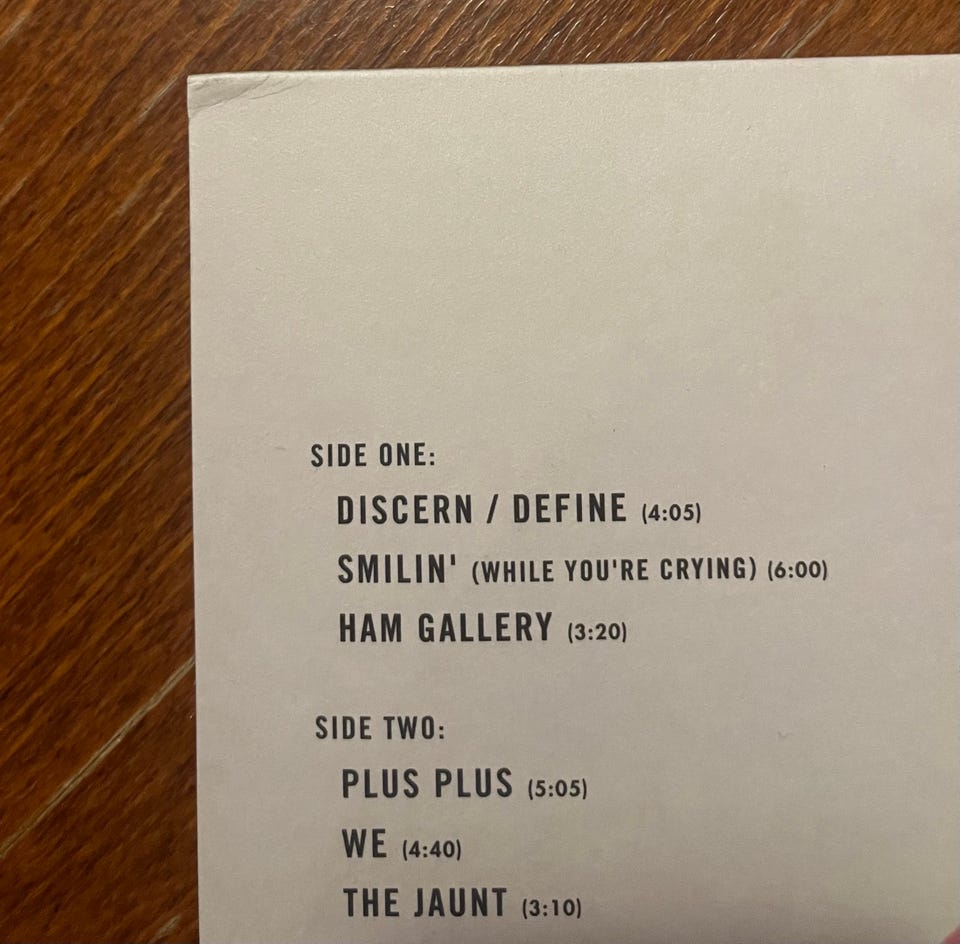 SIDE ONE:
DISCERN / DEFINE (4:05)
SMILIN' (WHILE YOU'RE CRYING) (6:00)
HAM GALLERY (3:20)
SIDE TWO:
PLUS PLUS (5:05)
WE (4:40)
THE JAUNT (3:10)